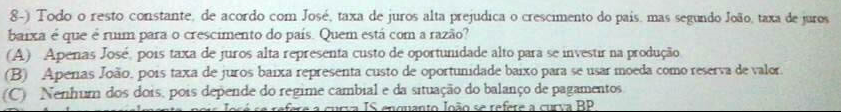 8-) Todo o resto constante, de acordo com José, taxa de juros alta prejudica o crescimento do país, mas segundo João, taxa de juros
baixa é que é ruim para o crescimento do país. Quem está com a razão?
(A) Apenas José, pois taxa de juros alta representa custo de oportunidade alto para se investir na produção.
(B) Apenas João, pois taxa de juros baixa representa custo de oportunidade baixo para se usar moeda como reserva de valor.
(C) Nenhum dos dois, pois depende do regime cambial e da situação do balanço de pagamentos.
pois José se refere a curva IS enquanto João se refere a curva BP.